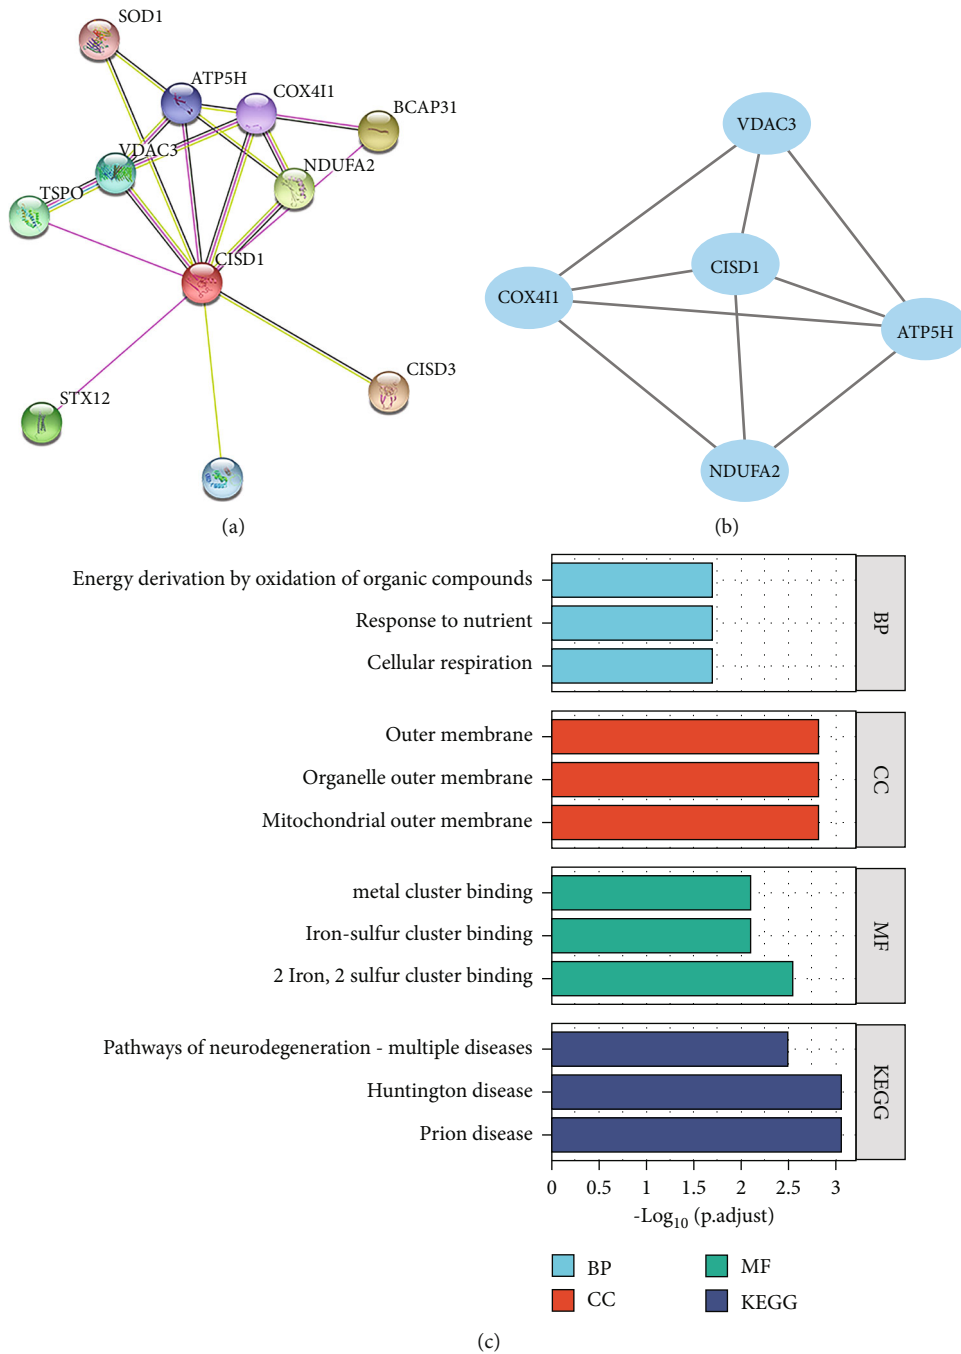 SOD1
ATP5H
COX4I1
BCAP31
VDAC3
NDUFA2
TSPO
CISD1
CISD3
STX12
(a)
VDAC3
CISD1
COX4I1
ATP5H
NDUFA2
(b)
Energy derivation by oxidation of organic compounds
Response to nutrient
Cellular respiration
BP
Outer membrane
Organelle outer membrane
Mitochondrial outer membrane
CC
metal cluster binding
Iron-sulfur cluster binding
2 Iron, 2 sulfur cluster binding
MF
Pathways of neurodegeneration - multiple diseases
Huntington disease
Prion disease
KEGG
0 0.5 1 1.5 2 2.5 3
-Log10 (p.adjust)
BP MF
CC KEGG
(c)